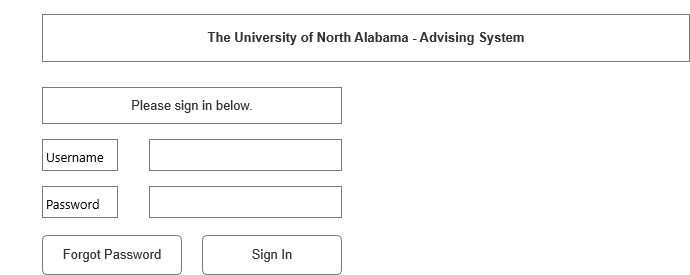 The University of North Alabama - Advising System
Please sign in below.
Username
Password
Forgot Password
Sign In